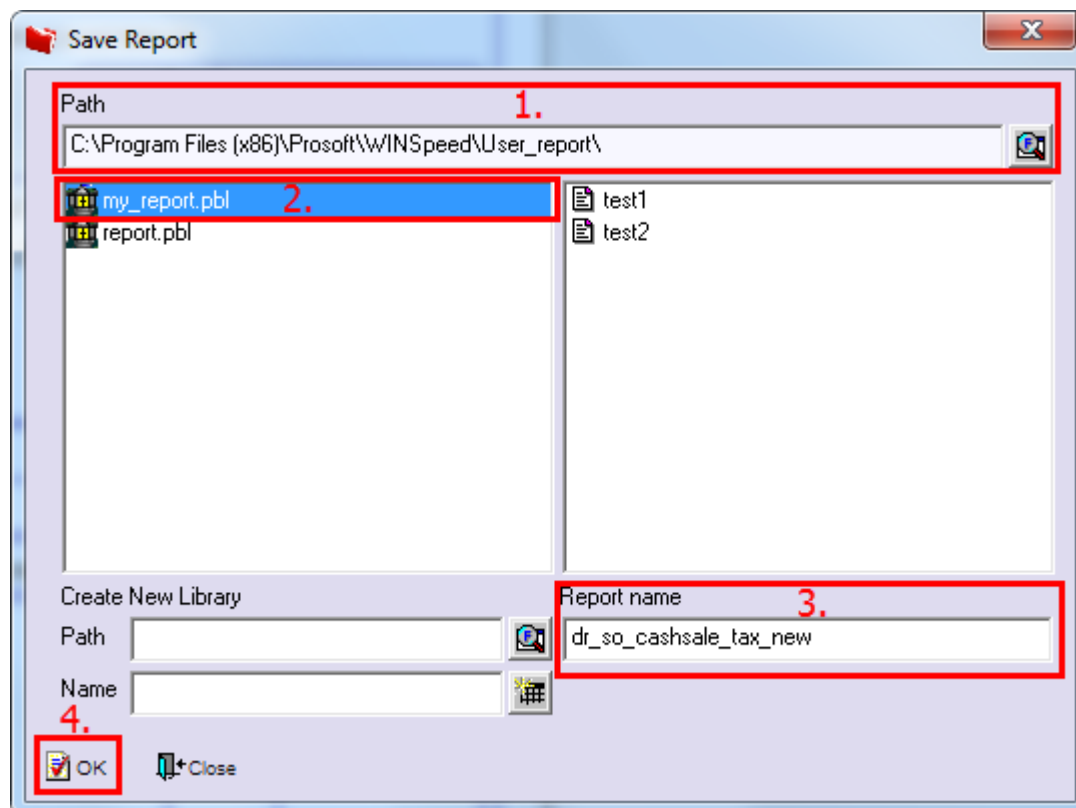 Save Report
Path
1.
C:\Program Files (x86)\Prosoft\WINSpeed\User_report\
my_report.pbl
2.
report.pbl
test1
test2
Create New Library
Path
Name
Report name
3.
dr_so_cashsale_tax_new
4.
OK
Close